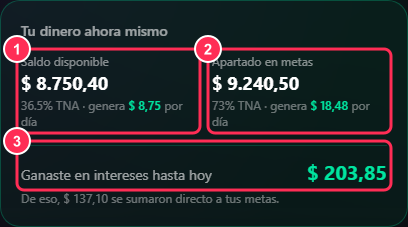 Tu dinero ahora mismo
1
2
Saldo disponible
Apartado en metas
$ 8.750,40
$ 9.240,50
36.5% TNA · genera $ 8,75 por día
73% TNA · genera $ 18,48 por día
3
Ganaste en intereses hasta hoy
$ 203,85
De eso, $ 137,10 se sumaron directo a tus metas.